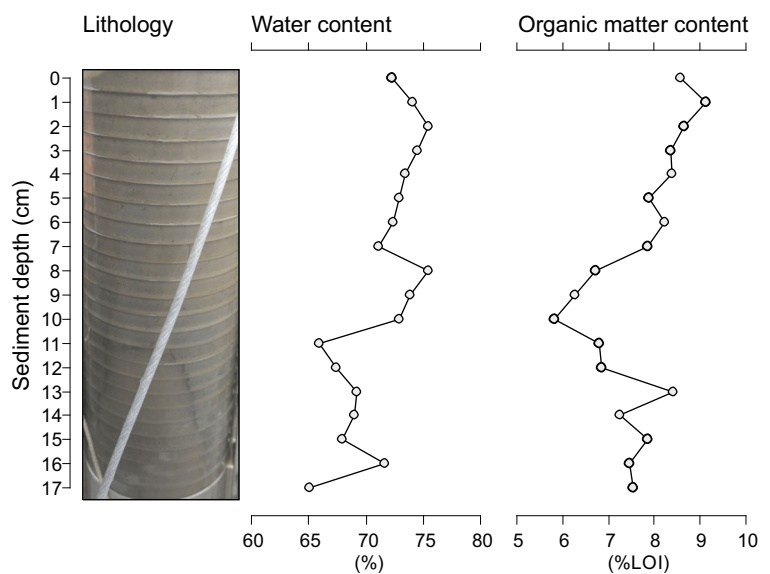 Lithology
Water content
Organic matter content
Sediment depth (cm)
0
1
2
3
4
5
6
7
8
9
10
11
12
13
14
15
16
17
60 65 70 75 80
(%)
5 6 7 8 9 10
(%LOI)